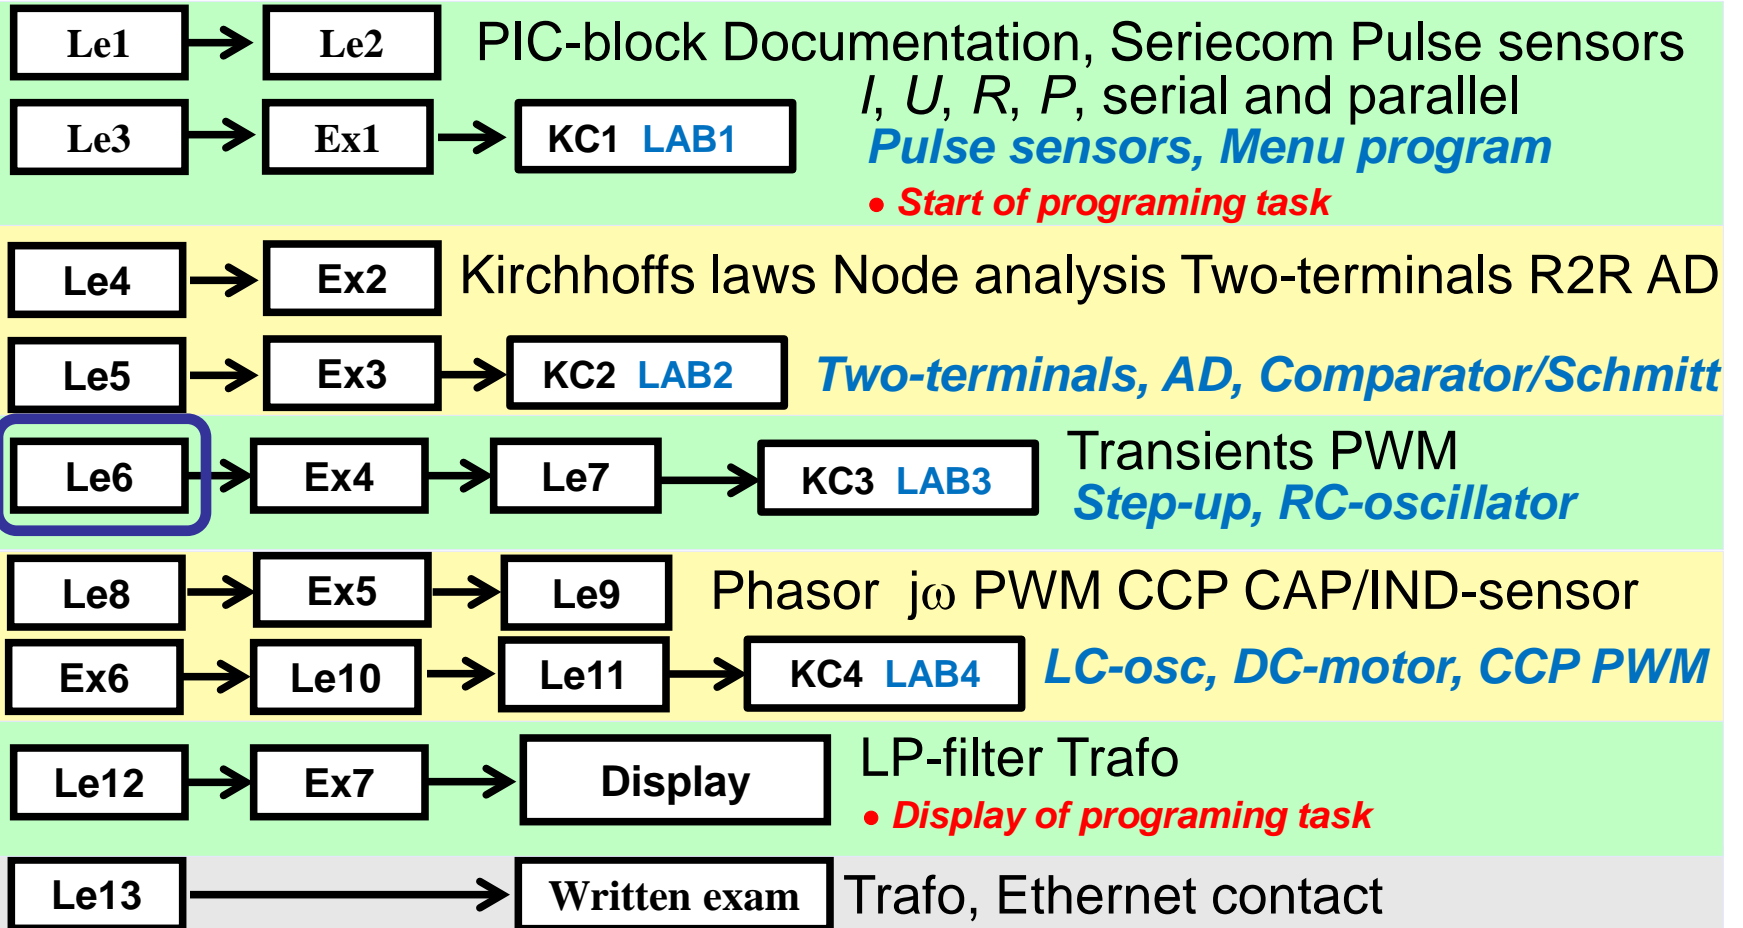 Le1 Le2 PIC-block Documentation, Seriecom Pulse sensors
I, U, R, P, serial and parallel
Le3 Ex1 KC1 LAB1 Pulse sensors, Menu program
• Start of programing task
Le4 Ex2 Kirchhoffs laws Node analysis Two-terminals R2R AD
Le5 Ex3 KC2 LAB2 Two-terminals, AD, Comparator/Schmitt
Transients PWM
Le6 Ex4 Le7 KC3 LAB3
Step-up, RC-oscillator
Le8 Ex5 Le9 Phasor jω PWM CCP CAP/IND-sensor
Ex6 Le10 Le11 KC4 LAB4 LC-osc, DC-motor, CCP PWM
Le12 Ex7 Display LP-filter Trafo
• Display of programing task
Le13 Written exam Trafo, Ethernet contact